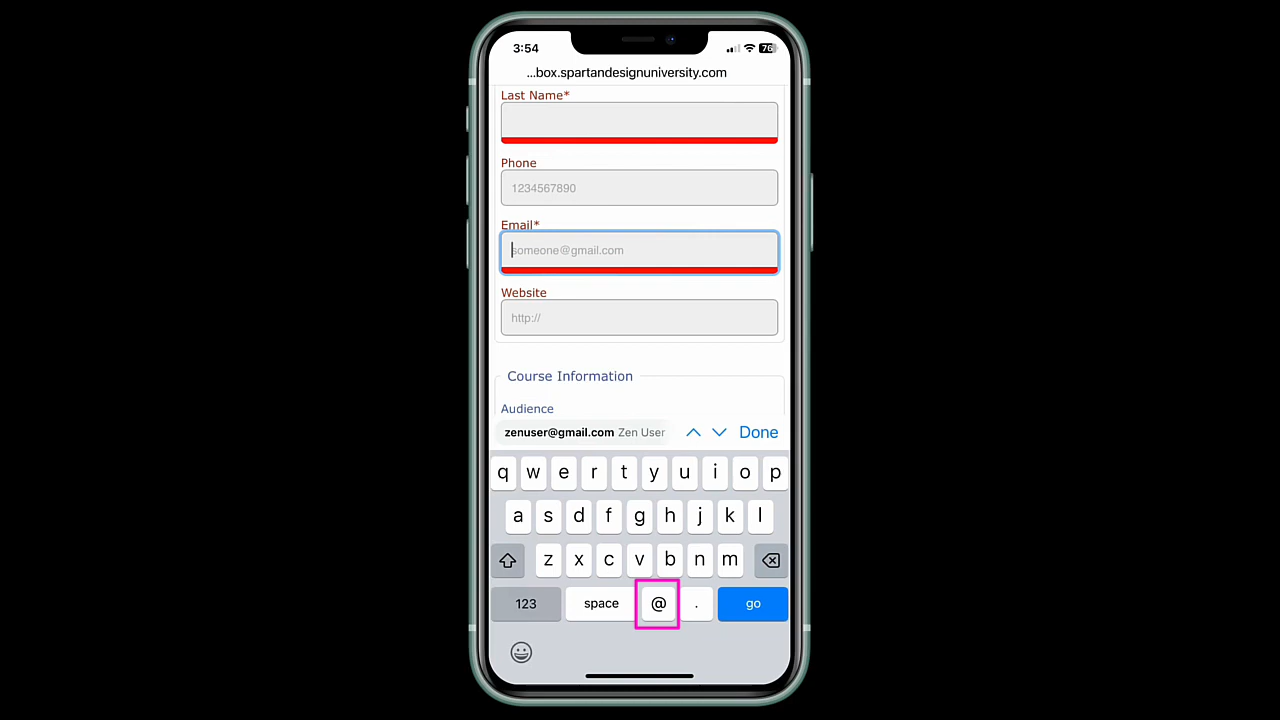 3:54
76
...box.spartandesignuniversity.com
Last Name*
Phone
1234567890
Email*
someone@gmail.com
Website
http://
Course Information
Audience
zenuser@gmail.com Zen User Done
q w e r t y u i o p
a s d f g h j k l
z x c v b n m
123 space @ . go